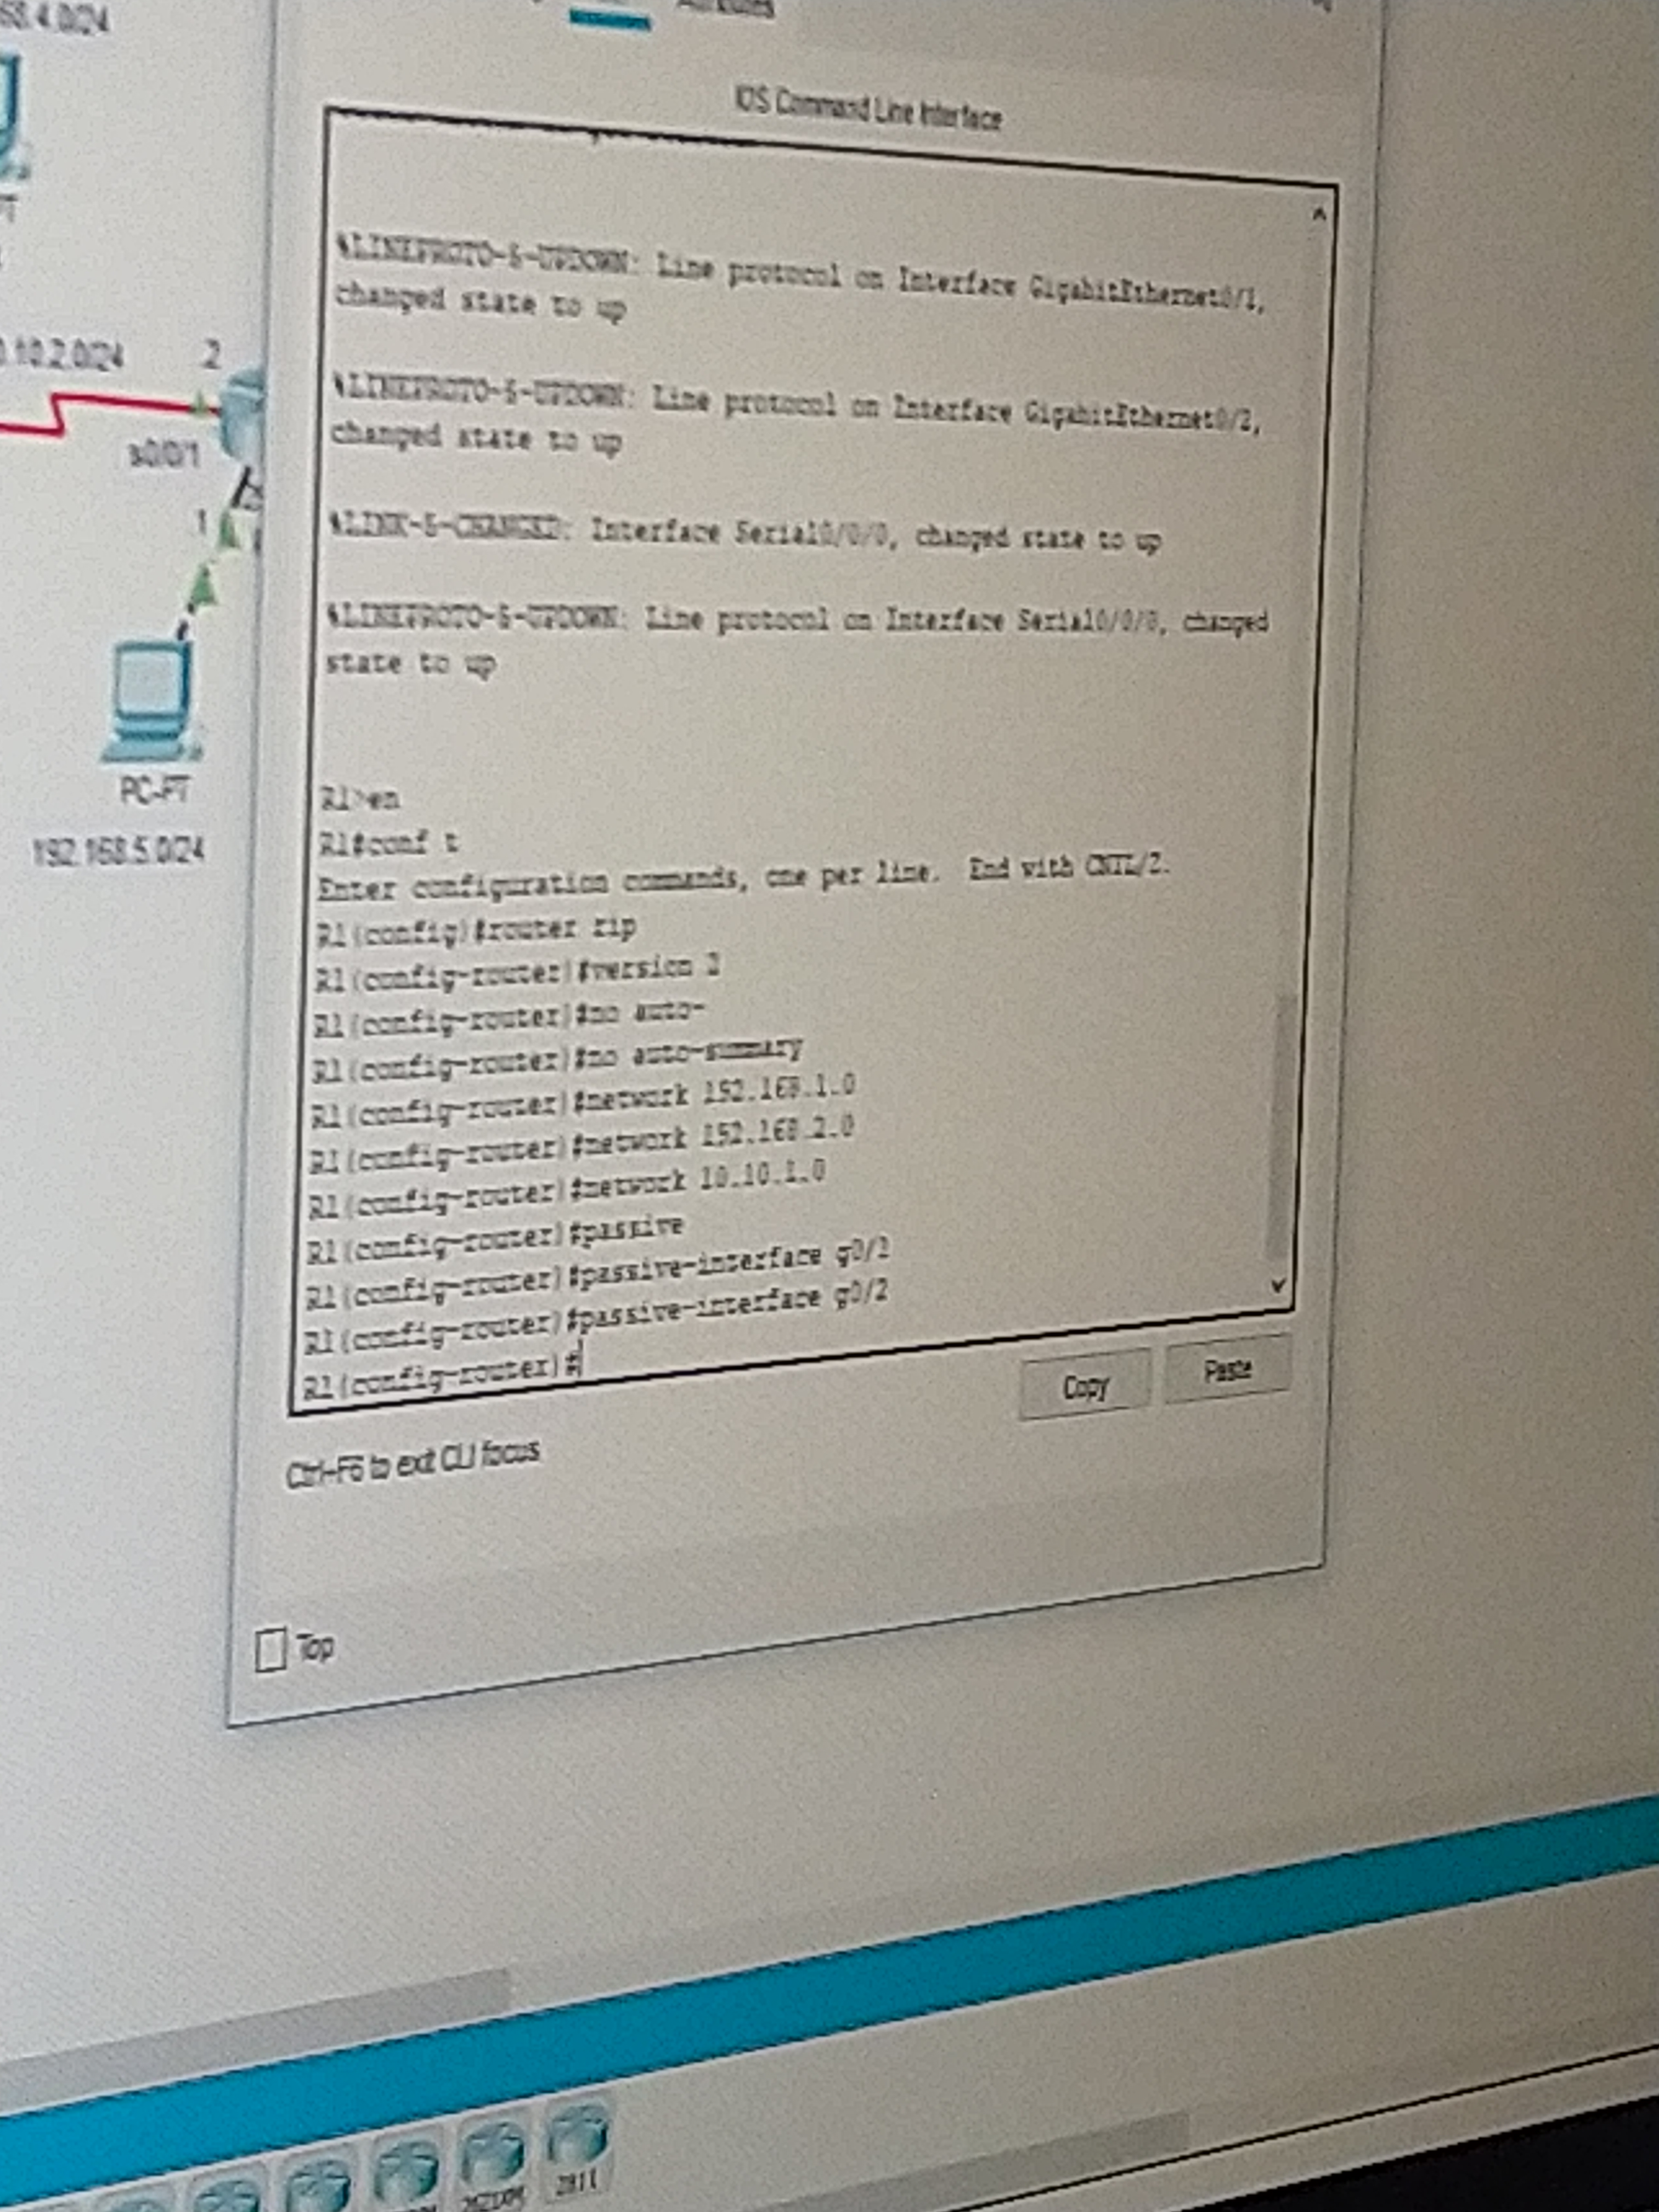 IOS Command Line Interface
%LINEPROTO-5-UPDOWN: Line protocol on Interface GigabitEthernet0/1,
changed state to up
%LINEPROTO-5-UPDOWN: Line protocol on Interface GigabitEthernet0/2,
changed state to up
%LINK-5-CHANGED: Interface Serial0/0/0, changed state to up
%LINEPROTO-5-UPDOWN: Line protocol on Interface Serial0/0/0, changed
state to up
R1>en
R1#conf t
Enter configuration commands, one per line. End with CNTL/Z.
R1(config)#router rip
R1(config-router)#version 2
R1(config-router)#no auto-
R1(config-router)#no auto-summary
R1(config-router)#network 192.168.1.0
R1(config-router)#network 192.168.2.0
R1(config-router)#network 10.10.1.0
R1(config-router)#passive
R1(config-router)#passive-interface g0/1
R1(config-router)#passive-interface g0/2
R1(config-router)#
Copy
Paste
Ctrl+F6 to exit CLI focus
Top
.10.2.0/24
2
s0/0/1
1
PC-PT
192.168.5.0/24
2811